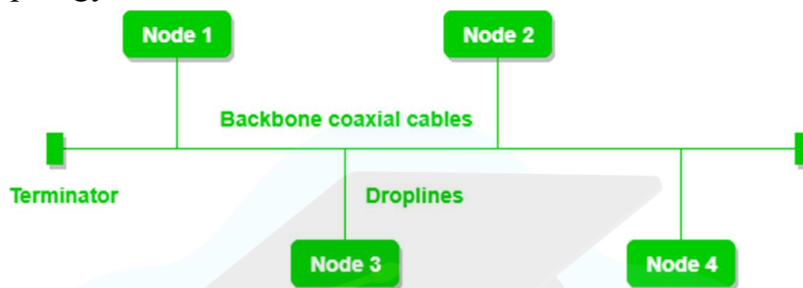 Node 1
Node 2
Backbone coaxial cables
Terminator
Droplines
Node 3
Node 4